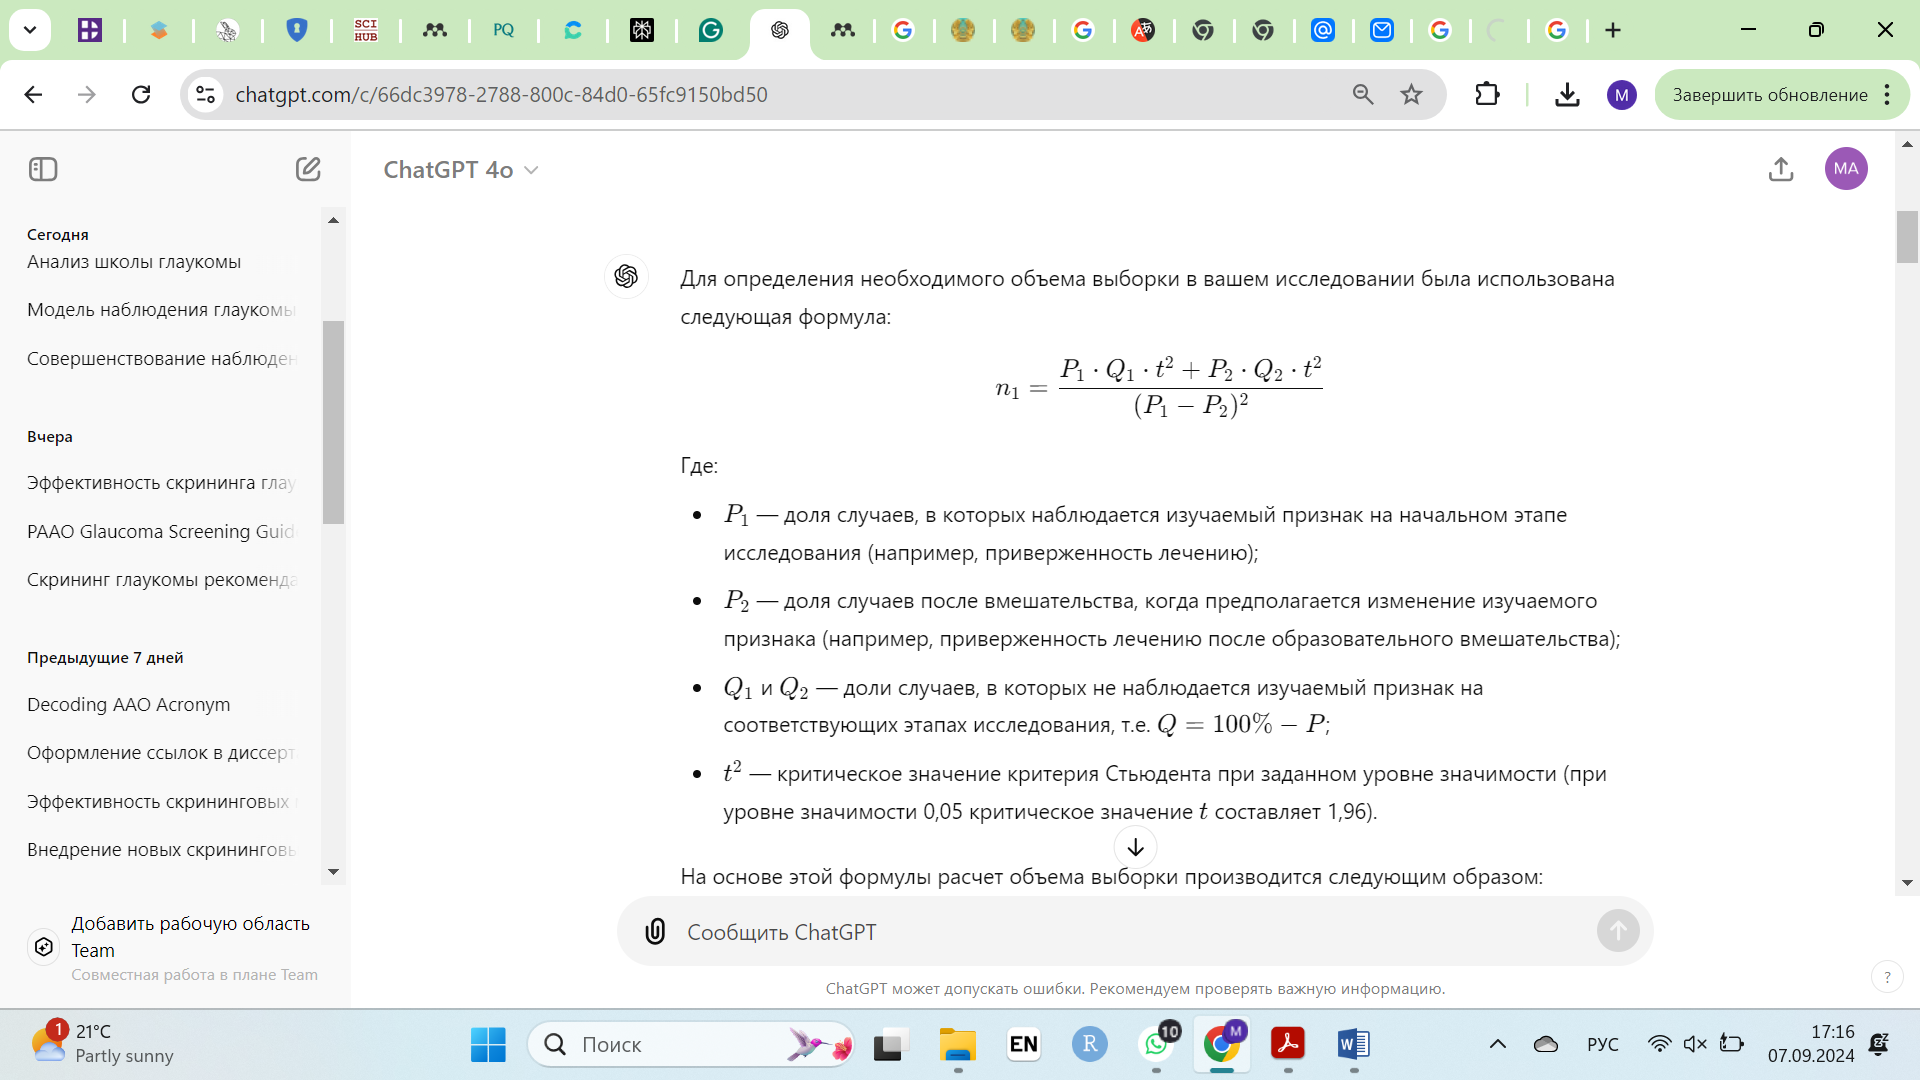 SCI
HUB
PQ
chatgpt.com/c/66dc3978-2788-800c-84d0-65fc9150bd50
M
Завершить обновление
ChatGPT 4o
MA
Сегодня
Анализ школы глаукомы
Модель наблюдения глаукомы
Совершенствование наблюден
Вчера
Эффективность скрининга глау
PAAO Glaucoma Screening Guid
Скрининг глаукомы рекоменда
Предыдущие 7 дней
Decoding AAO Acronym
Оформление ссылок в диссерт
Эффективность скрининговых
Внедрение новых скринингов
Добавить рабочую область
Team
Совместная работа в плане Team
Для определения необходимого объема выборки в вашем исследовании была использована
следующая формула:
n₁ = (P₁ · Q₁ · t² + P₂ · Q₂ · t²) / (P₁ − P₂)²
Где:
• P₁ — доля случаев, в которых наблюдается изучаемый признак на начальном этапе
исследования (например, приверженность лечению);
• P₂ — доля случаев после вмешательства, когда предполагается изменение изучаемого
признака (например, приверженность лечению после образовательного вмешательства);
• Q₁ и Q₂ — доли случаев, в которых не наблюдается изучаемый признак на
соответствующих этапах исследования, т.е. Q = 100% − P;
• t² — критическое значение критерия Стьюдента при заданном уровне значимости (при
уровне значимости 0,05 критическое значение t составляет 1,96).
На основе этой формулы расчет объема выборки производится следующим образом:
Сообщить ChatGPT
ChatGPT может допускать ошибки. Рекомендуем проверять важную информацию.
?
1
21°C
Partly sunny
Поиск
EN
R
10
M
W
РУС
17:16
07.09.2024